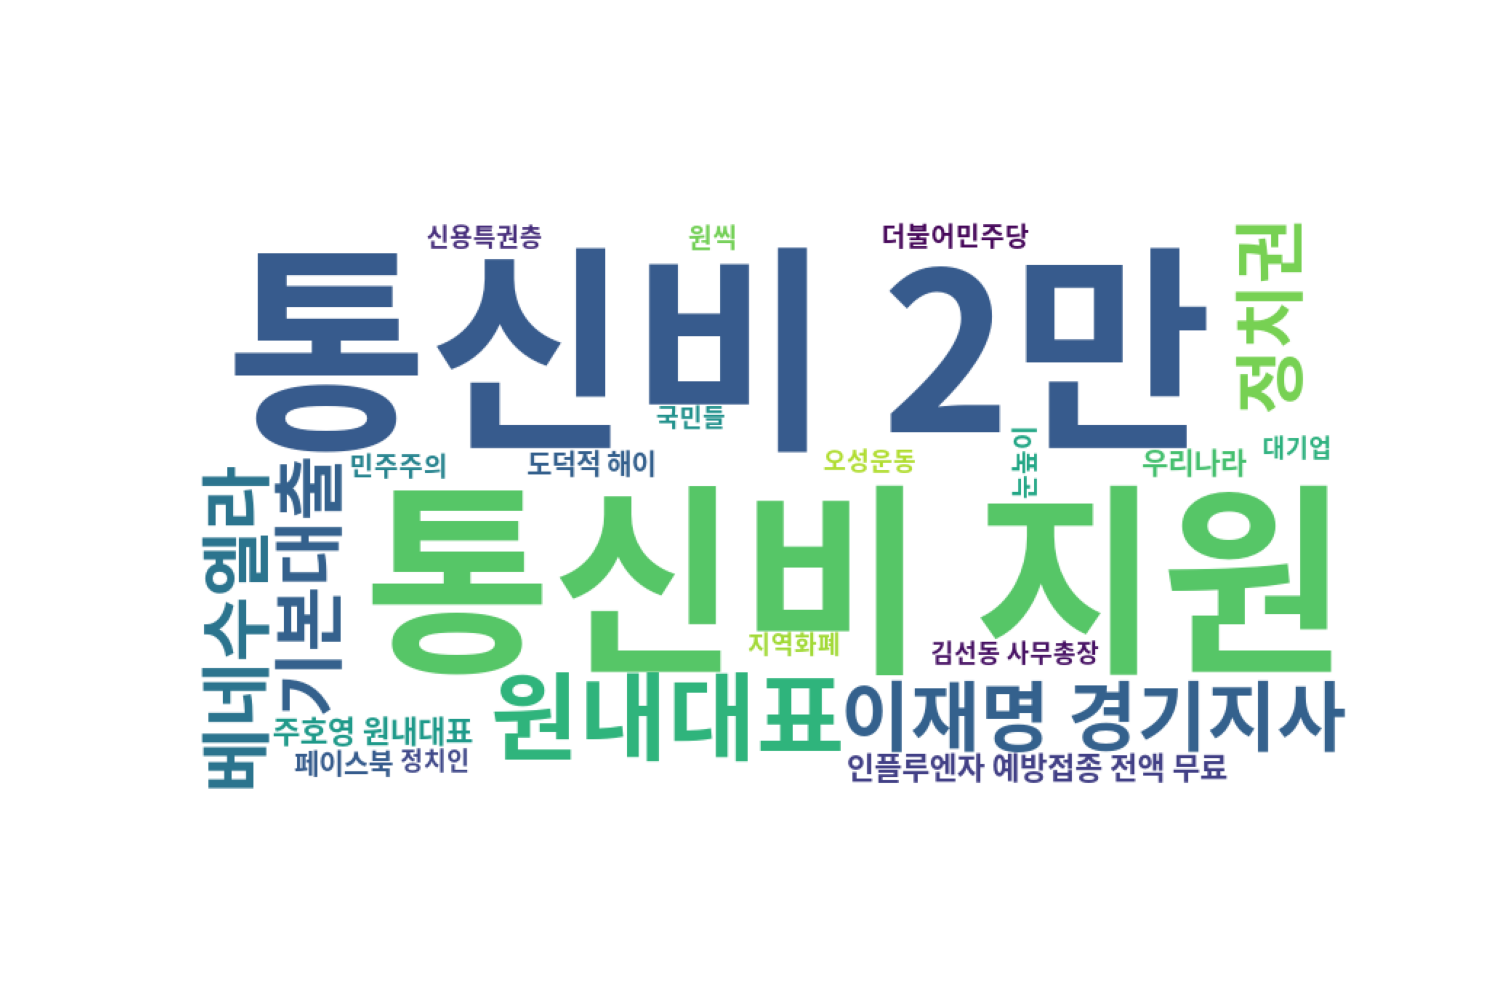 신용특권층
원씩
더불어민주당
통신비 2만
정치권
국민들
민주주의
도덕적 해이
오성운동
눈높이
우리나라
대기업
베네수엘라
기본대출
통신비 지원
지역화폐
김선동 사무총장
주호영 원내대표
원내대표
이재명 경기지사
페이스북
정치인
인플루엔자 예방접종 전액 무료